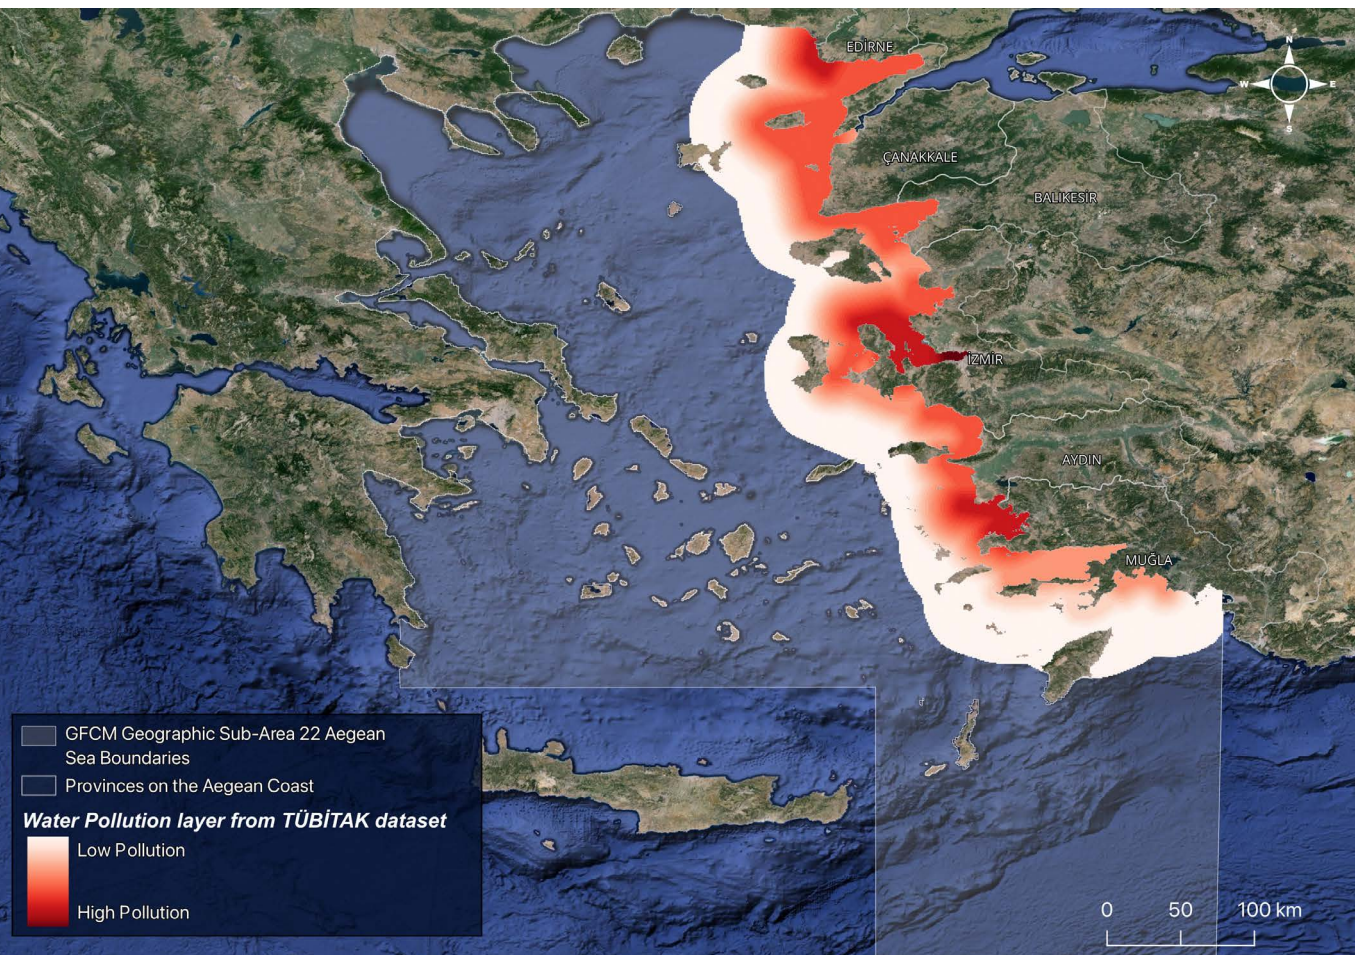 N
W
E
S
EDİRNE
ÇANAKKALE
BALIKESİR
İZMİR
AYDIN
MUĞLA
GFCM Geographic Sub-Area 22 Aegean
Sea Boundaries
Provinces on the Aegean Coast
Water Pollution layer from TÜBİTAK dataset
Low Pollution
High Pollution
0 50 100 km